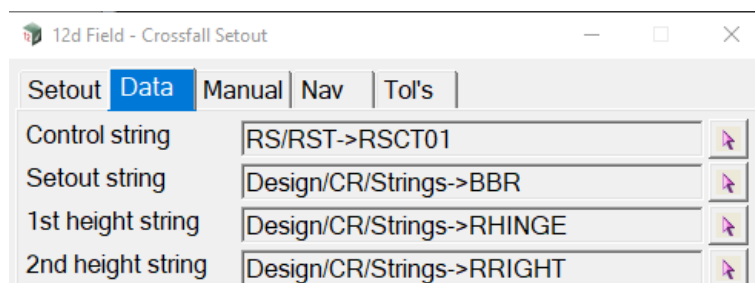 12d Field - Crossfall Setout
Setout Data Manual Nav Tol's
Control string RS/RST->RSCT01
Setout string Design/CR/Strings->BBR
1st height string Design/CR/Strings->RHINGE
2nd height string Design/CR/Strings->RRIGHT